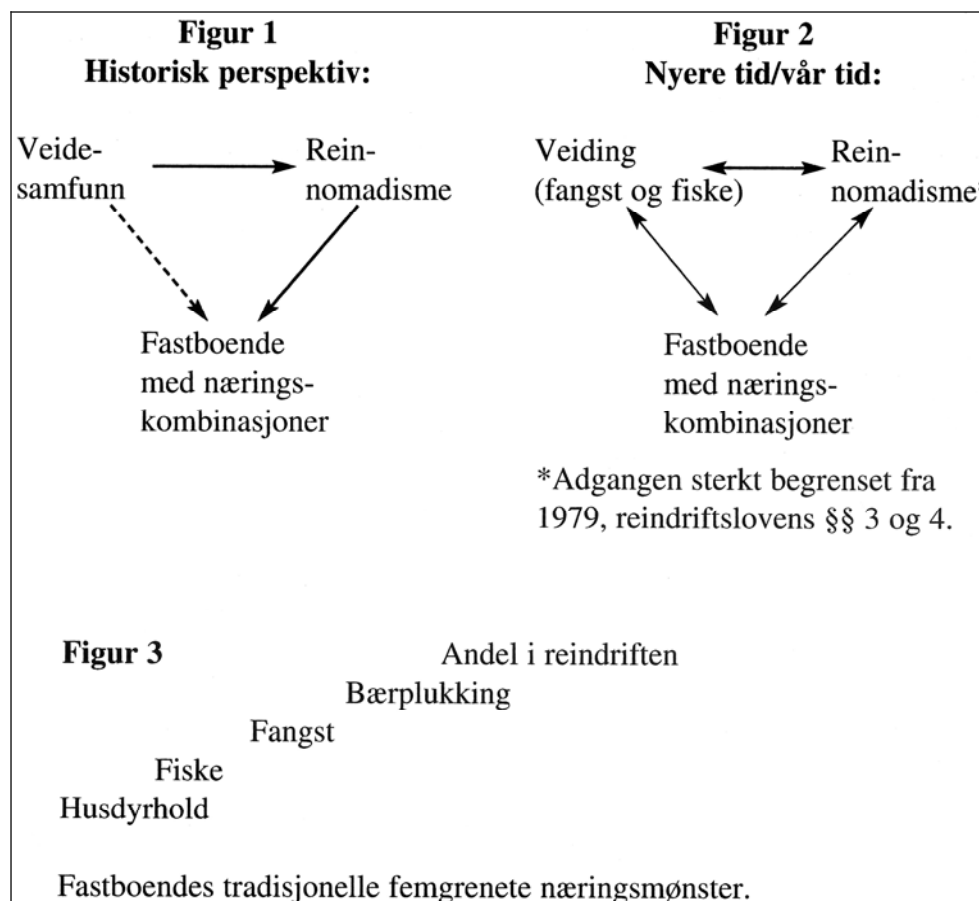 Figur 1
Historisk perspektiv:
Veide-
samfunn
Rein-
nomadisme
Fastboende
med nærings-
kombinasjoner
Figur 2
Nyere tid/vår tid:
Veiding
(fangst og fiske)
Rein-
nomadisme*
Fastboende
med nærings-
kombinasjoner
*Adgangen sterkt begrenset fra
1979, reindriftslovens §§ 3 og 4.
Figur 3
Andel i reindriften
Bærplukking
Fangst
Fiske
Husdyrhold
Fastboendes tradisjonelle femgrenete næringsmønster.